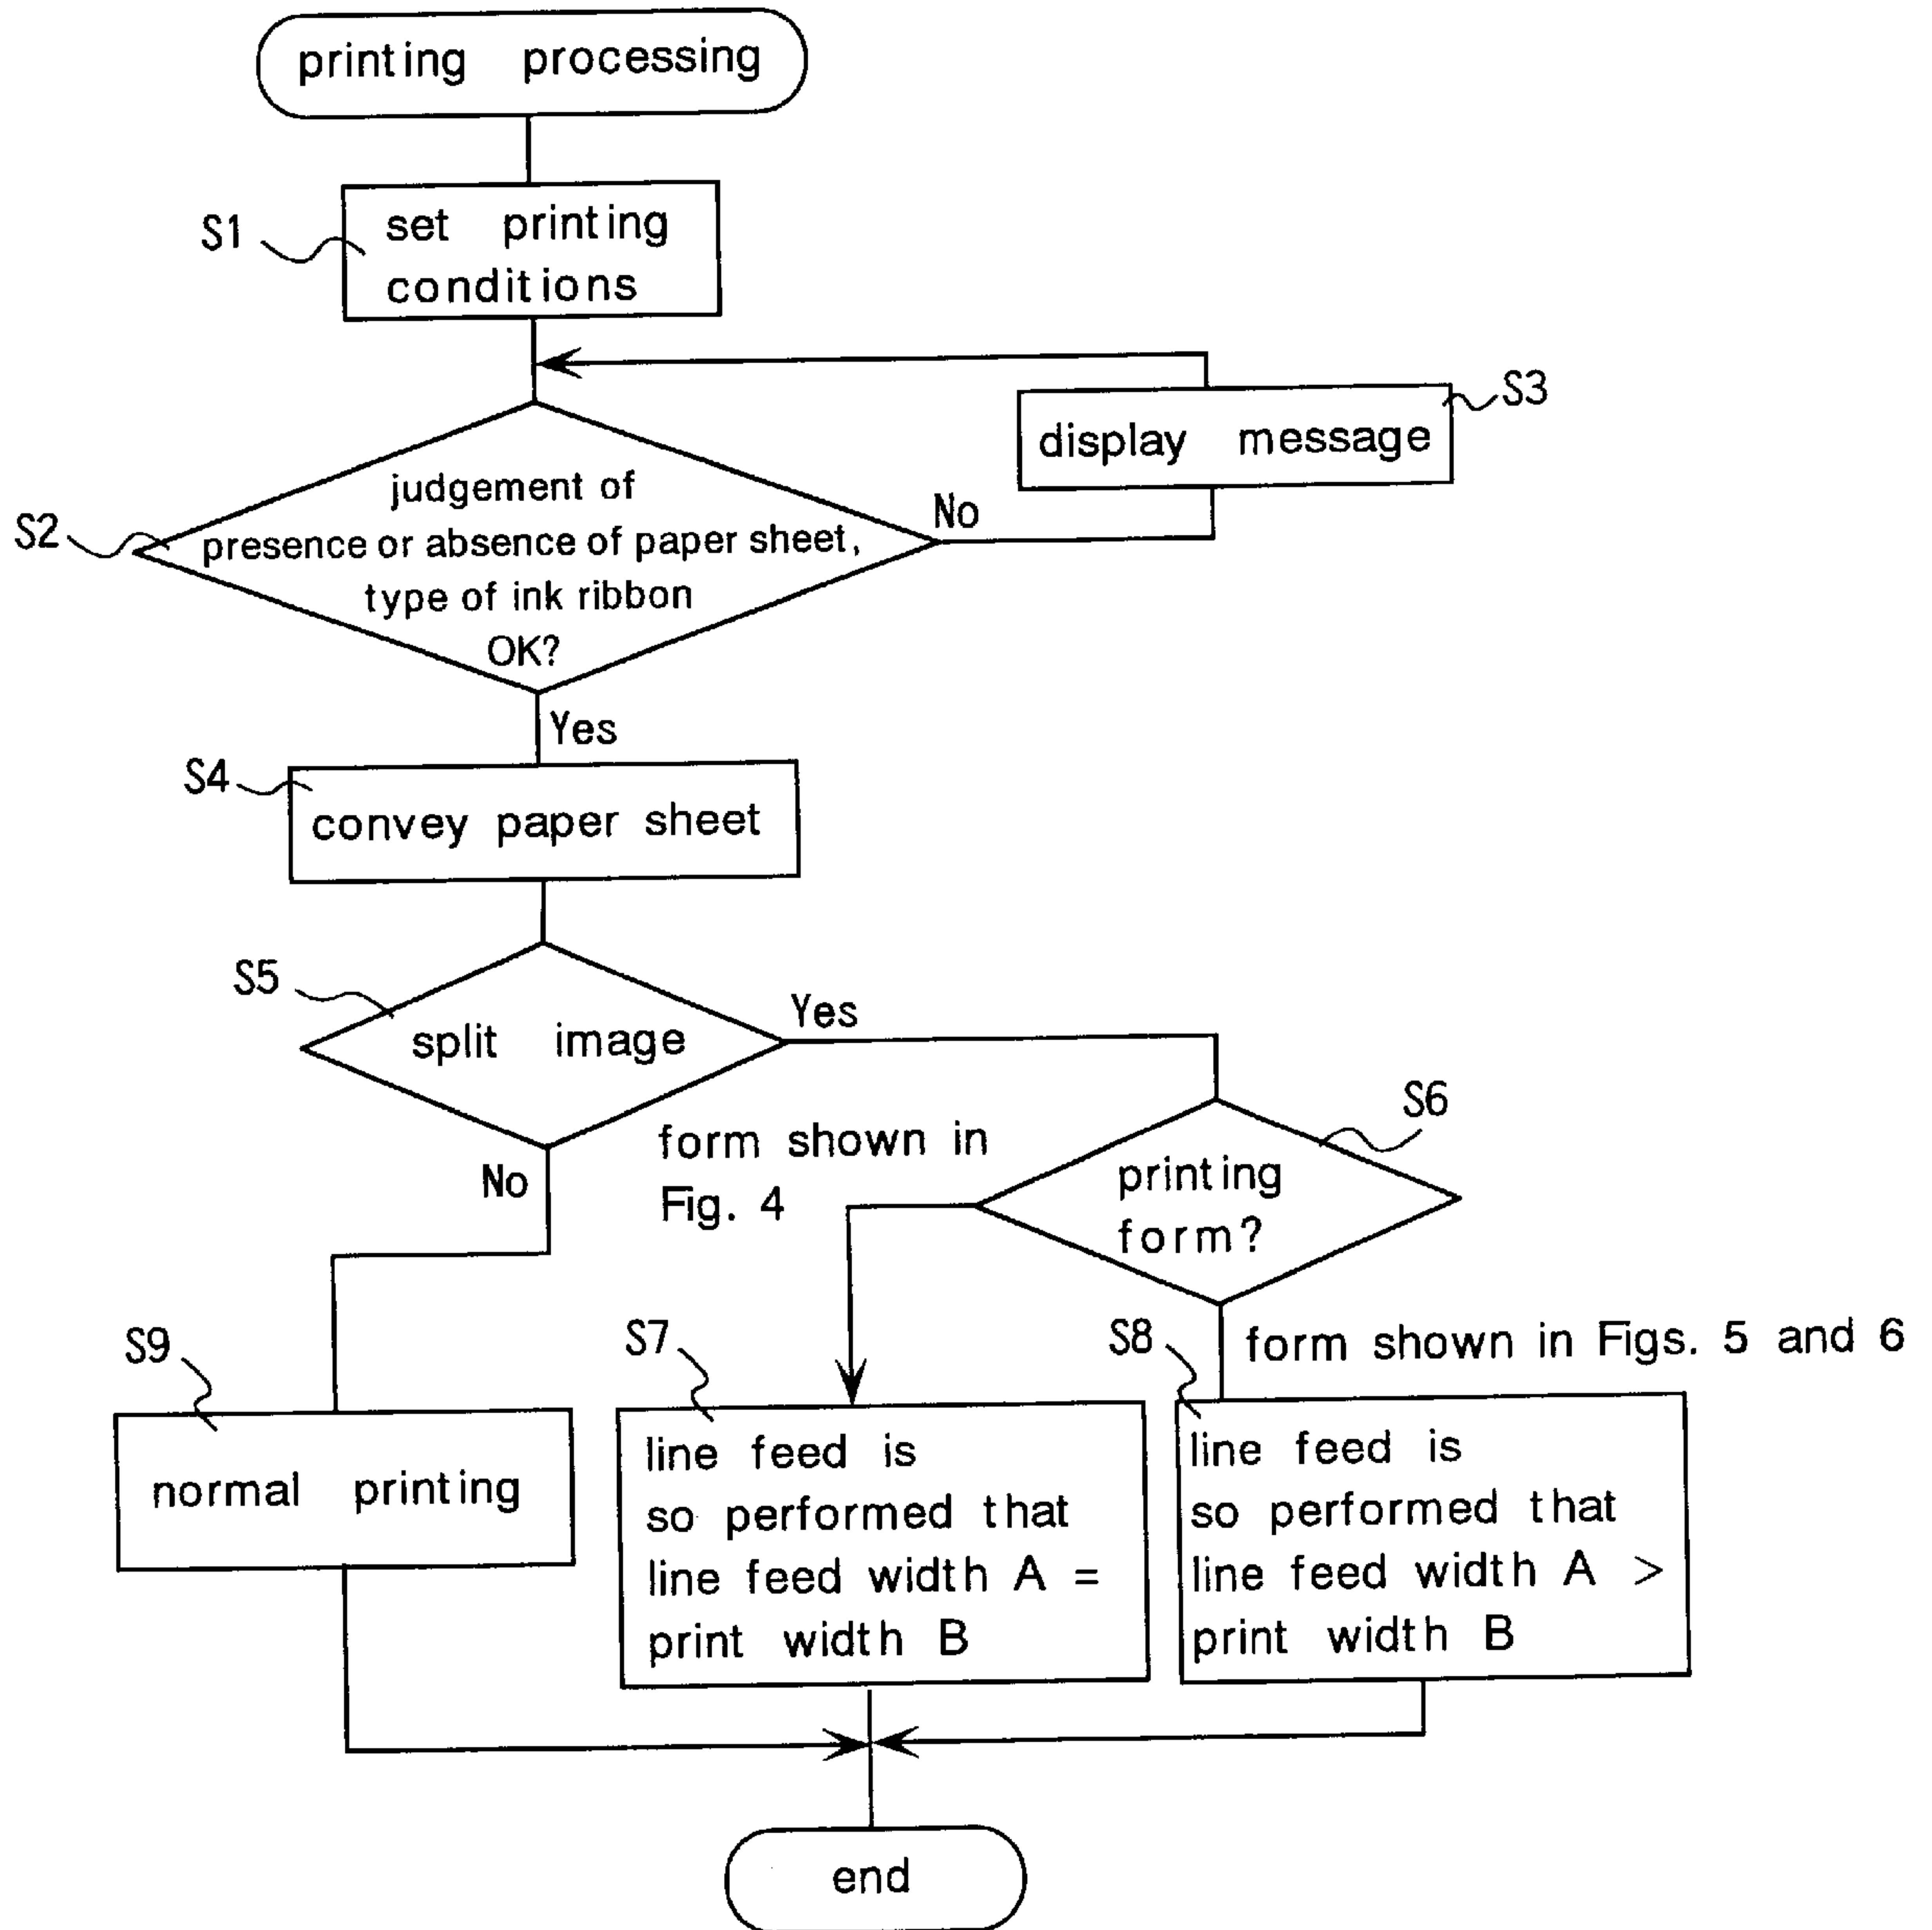 printing processing
S1
set printing
conditions
S3
display message
S2
judgement of
presence or absence of paper sheet,
type of ink ribbon
OK?
No
Yes
S4
convey paper sheet
S5
split image
Yes
No
S6
printing
form?
form shown in
Fig. 4
form shown in Figs. 5 and 6
S9
normal printing
S7
line feed is
so performed that
line feed width A =
print width B
S8
line feed is
so performed that
line feed width A >
print width B
end